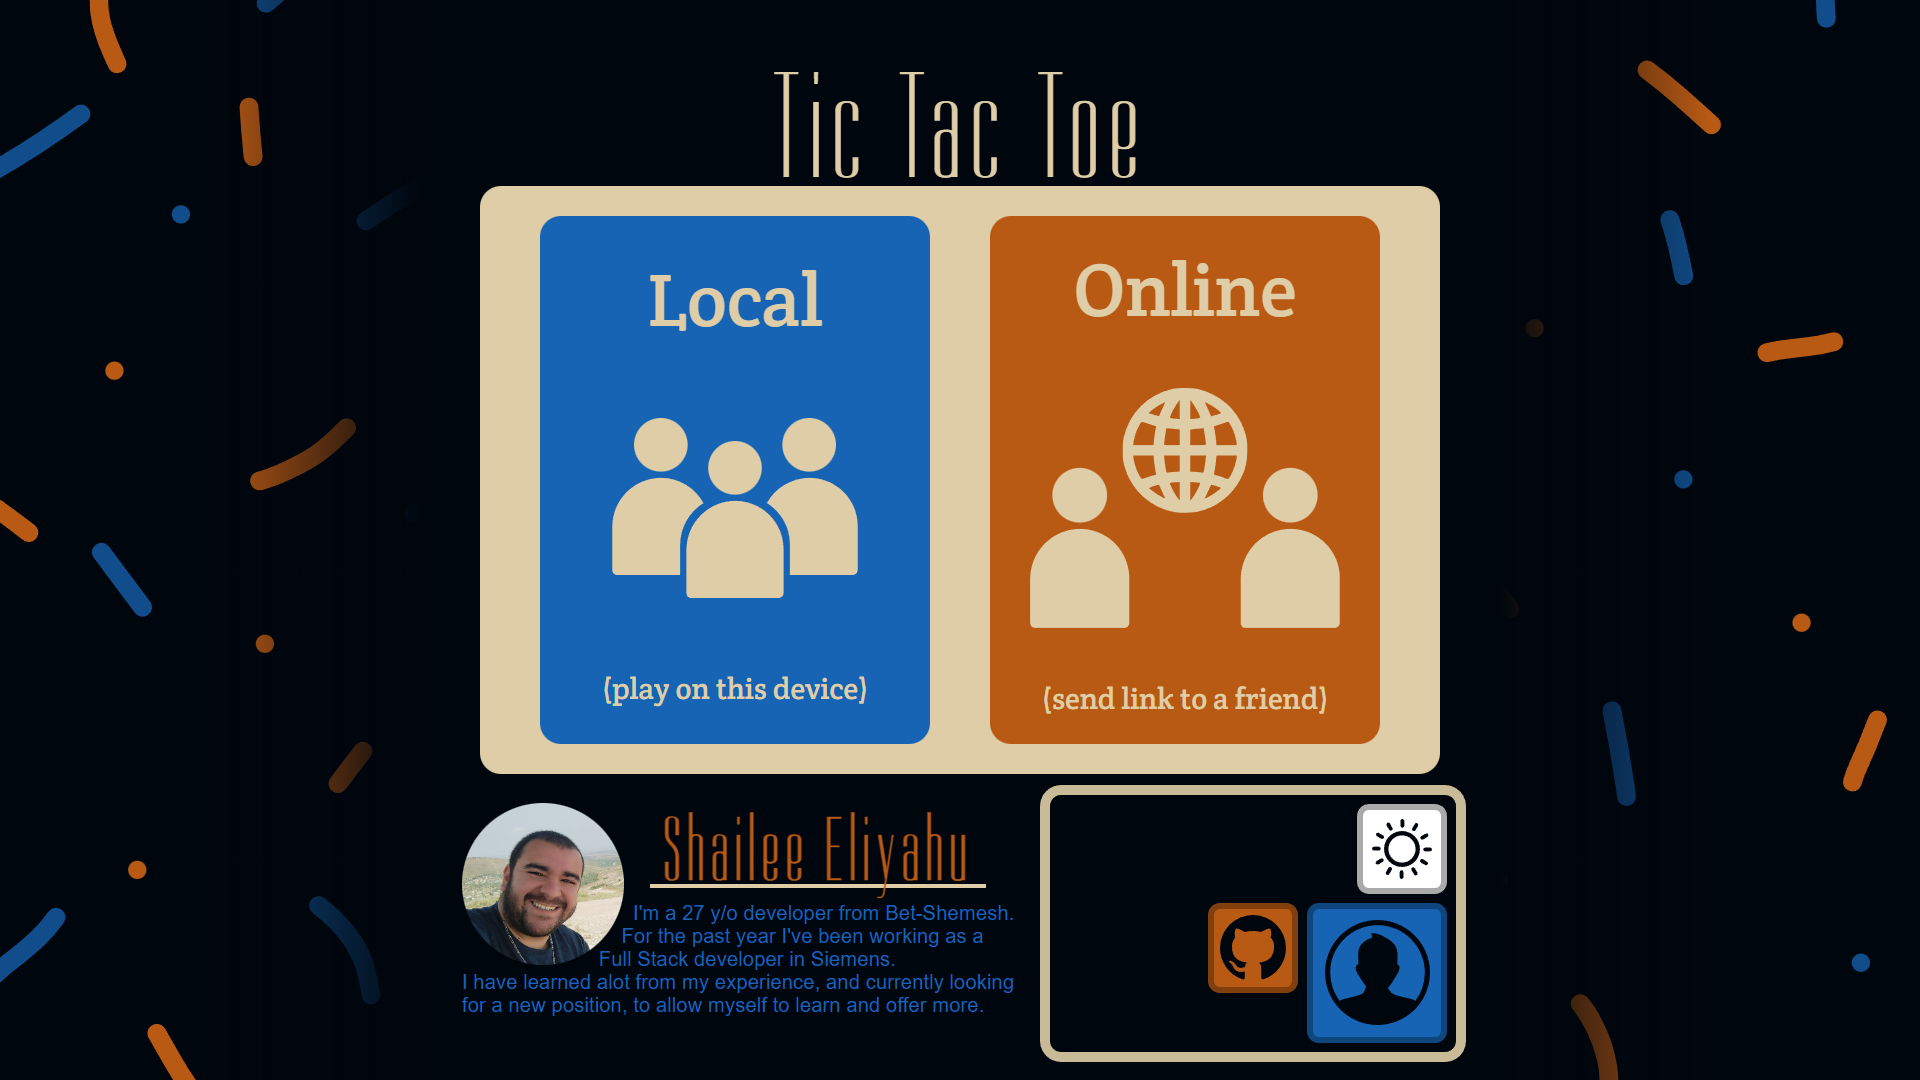 Tic Tac Toe
Local
(play on this device)
Online
(send link to a friend)
Shailee Eliyahu
I'm a 27 y/o developer from Bet-Shemesh.
For the past year I've been working as a
Full Stack developer in Siemens.
I have learned alot from my experience, and currently looking
for a new position, to allow myself to learn and offer more.